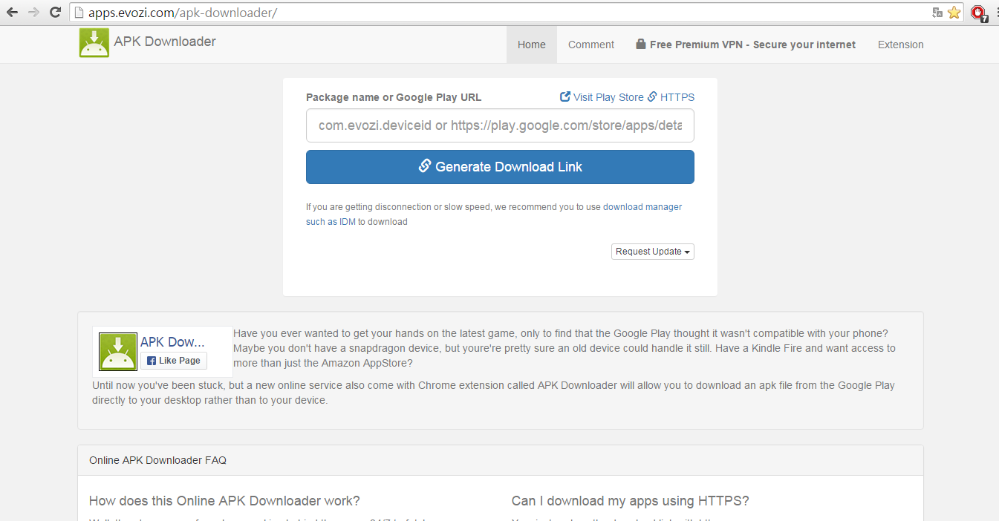 apps.evozi.com/apk-downloader/
7
APK Downloader
Home
Comment
Free Premium VPN - Secure your internet
Extension
Package name or Google Play URL
Visit Play Store
HTTPS
com.evozi.deviceid or https://play.google.com/store/apps/deta
Generate Download Link
If you are getting disconnection or slow speed, we recommend you to use download manager
such as IDM to download
Request Update
APK Dow...
Like Page
Have you ever wanted to get your hands on the latest game, only to find that the Google Play thought it wasn't compatible with your phone?
Maybe you don't have a snapdragon device, but youre're pretty sure an old device could handle it still. Have a Kindle Fire and want access to
more than just the Amazon AppStore?
Until now you've been stuck, but a new online service also come with Chrome extension called APK Downloader will allow you to download an apk file from the Google Play
directly to your desktop rather than to your device.
Online APK Downloader FAQ
How does this Online APK Downloader work?
Can I download my apps using HTTPS?